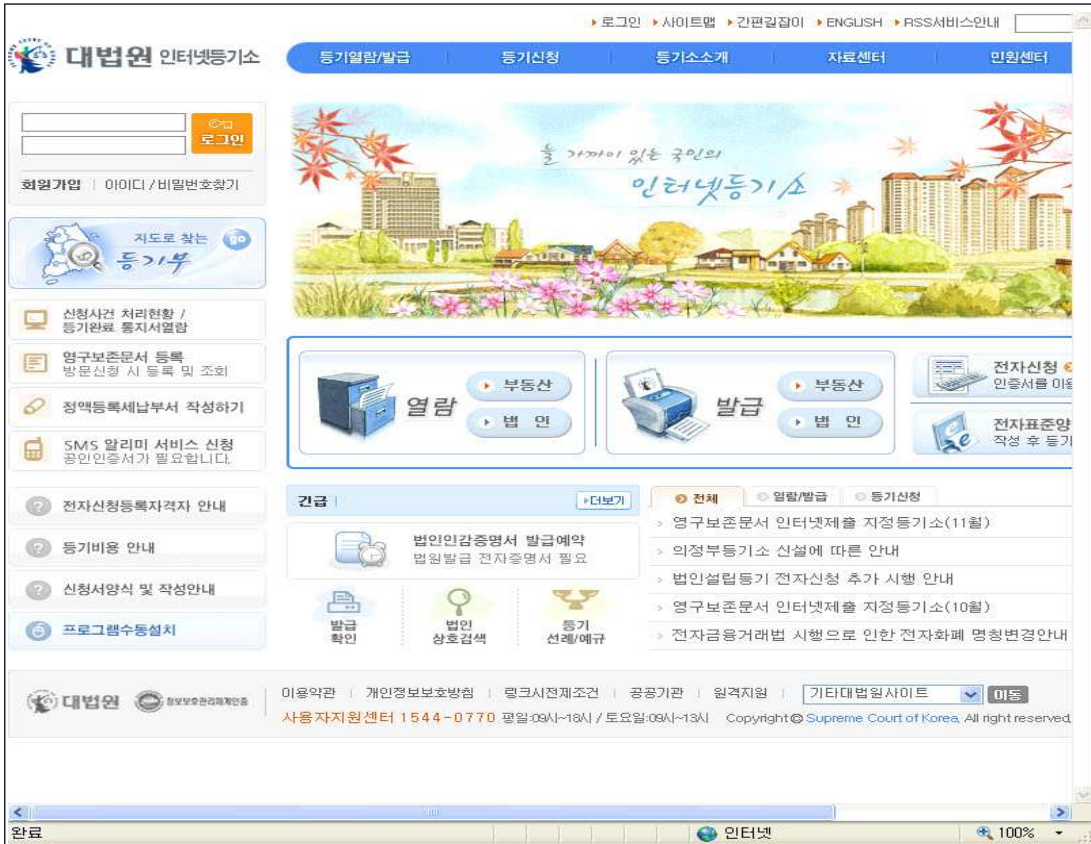 로그인 사이트맵 간편길잡이 ENGLISH RSS서비스안내
대법원 인터넷등기소
등기열람/발급 등기신청 등기소소개 자료센터 민원센터
로그인
회원가입 | 아이디/비밀번호찾기
늘 가까이 있는 국민의
인터넷등기소
지도로 찾는 go
등기부
신청사건 처리현황 /
등기완료 통지서열람
영구보존문서 등록
방문신청 시 등록 및 조회
정액등록세납부서 작성하기
SMS 알리미 서비스 신청
공인인증서가 필요합니다.
열람
부동산
법 인
발급
부동산
법 인
전자신청
인증서를 이용
전자표준양
작성 후 등기
전자신청등록자격자 안내
등기비용 안내
신청서양식 및 작성안내
프로그램수동설치
긴급 더보기
법인인감증명서 발급예약
법원발급 전자증명서 필요
발급
확인
법인
상호검색
등기
선례/예규
전체 열람/발급 등기신청
영구보존문서 인터넷제출 지정등기소(11월)
의정부등기소 신설에 따른 안내
법인설립등기 전자신청 추가 시행 안내
영구보존문서 인터넷제출 지정등기소(10월)
전자금융거래법 시행으로 인한 전자화폐 명칭변경안내
대법원 정보보호관리체계인증
이용약관 | 개인정보보호방침 | 링크시전제조건 | 공공기관 | 원격지원 | 기타대법원사이트 이동
사용자지원센터 1544-0770 평일:09시~18시 / 토요일:09시~13시 Copyright© Supreme Court of Korea, All right reserved
완료 인터넷 100%